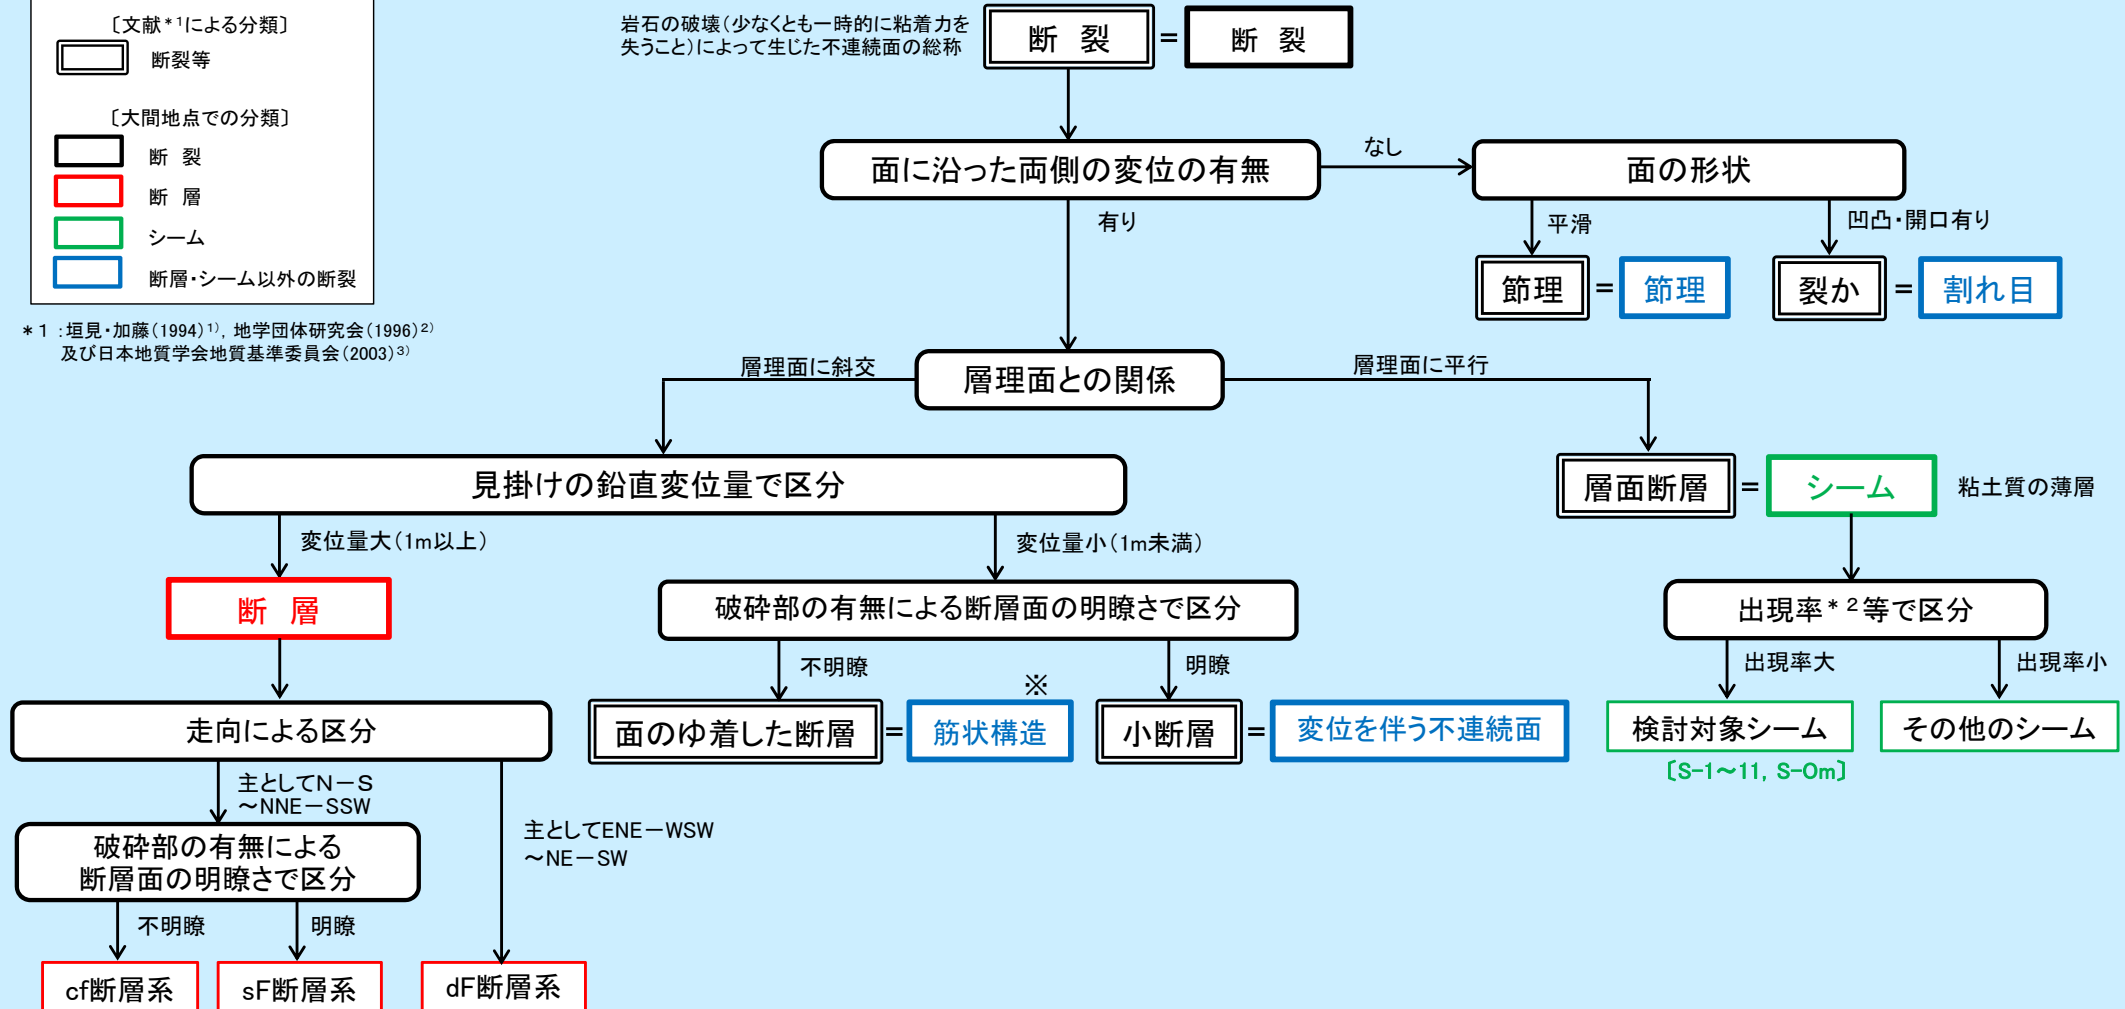 〔文献*1による分類〕
断裂等
〔大間地点での分類〕
断 裂
断 層
シーム
断層・シーム以外の断裂
*1 :垣見・加藤(1994)1), 地学団体研究会(1996)2)
及び日本地質学会地質基準委員会(2003)3)
岩石の破壊(少なくとも一時的に粘着力を
失うこと)によって生じた不連続面の総称
断 裂 = 断 裂
面に沿った両側の変位の有無
なし
面の形状
有り
平滑
凹凸・開口有り
節理 = 節理
裂か = 割れ目
層理面に斜交
層理面との関係
層理面に平行
見掛けの鉛直変位量で区分
層面断層 = シーム
粘土質の薄層
変位量大(1m以上)
変位量小(1m未満)
断 層
破砕部の有無による断層面の明瞭さで区分
出現率*2等で区分
不明瞭
明瞭
出現率大
出現率小
※
走向による区分
面のゆ着した断層 = 筋状構造
小断層 = 変位を伴う不連続面
検討対象シーム
その他のシーム
〔S-1～11, S-Om〕
主としてN－S
～NNE－SSW
主としてENE－WSW
～NE－SW
破砕部の有無による
断層面の明瞭さで区分
不明瞭
明瞭
cf断層系
sF断層系
dF断層系